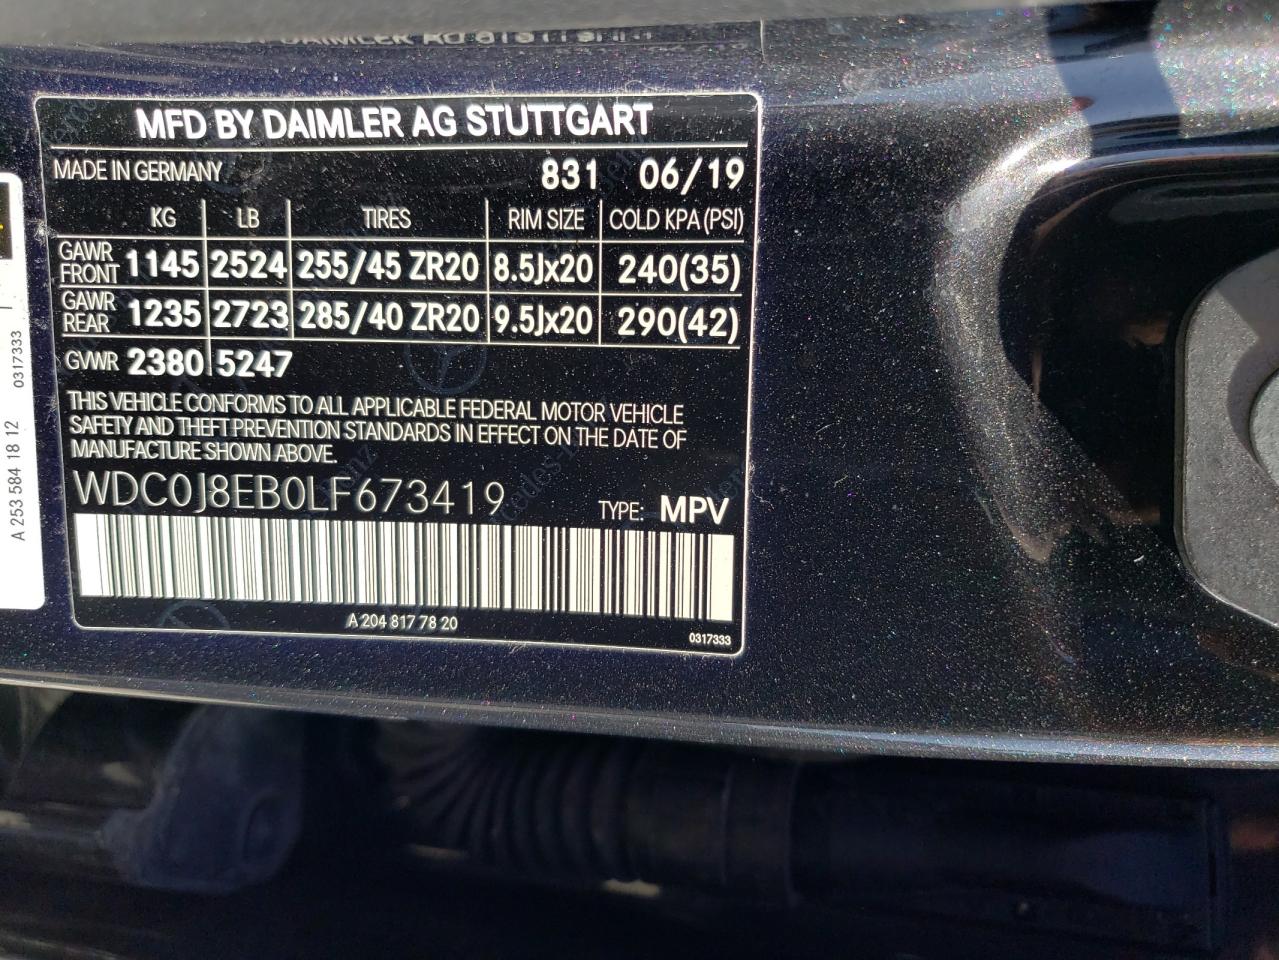 MFD BY DAIMLER AG STUTTGART
MADE IN GERMANY 831 06/19
KG LB TIRES RIM SIZE COLD KPA (PSI)
GAWR FRONT 1145 2524 255/45 ZR20 8.5Jx20 240(35)
GAWR REAR 1235 2723 285/40 ZR20 9.5Jx20 290(42)
GVWR 2380 5247
THIS VEHICLE CONFORMS TO ALL APPLICABLE FEDERAL MOTOR VEHICLE
SAFETY AND THEFT PREVENTION STANDARDS IN EFFECT ON THE DATE OF
MANUFACTURE SHOWN ABOVE.
WDC0J8EB0LF673419 TYPE: MPV
A 204 817 78 20
0317333
A 253 584 18 12 0317333